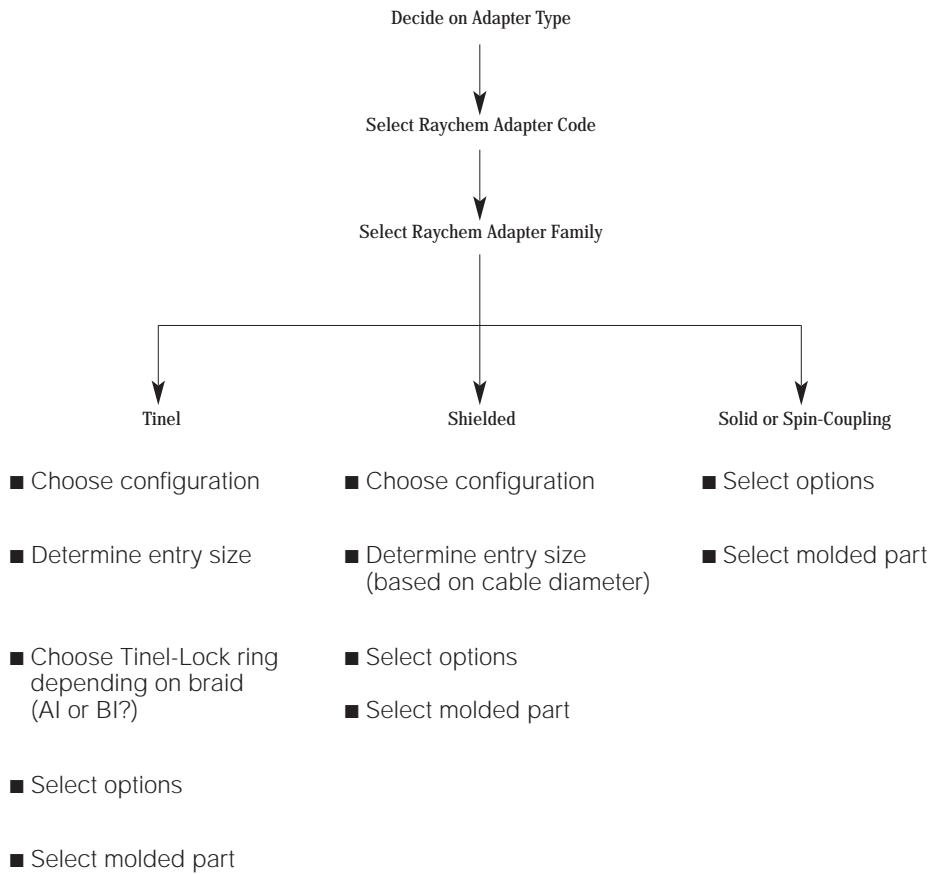 Decide on Adapter Type
Select Raychem Adapter Code
Select Raychem Adapter Family
Tinel
■ Choose configuration
■ Determine entry size
■ Choose Tinel-Lock ring
depending on braid
(AI or BI?)
■ Select options
■ Select molded part
Shielded
■ Choose configuration
■ Determine entry size
(based on cable diameter)
■ Select options
■ Select molded part
Solid or Spin-Coupling
■ Select options
■ Select molded part